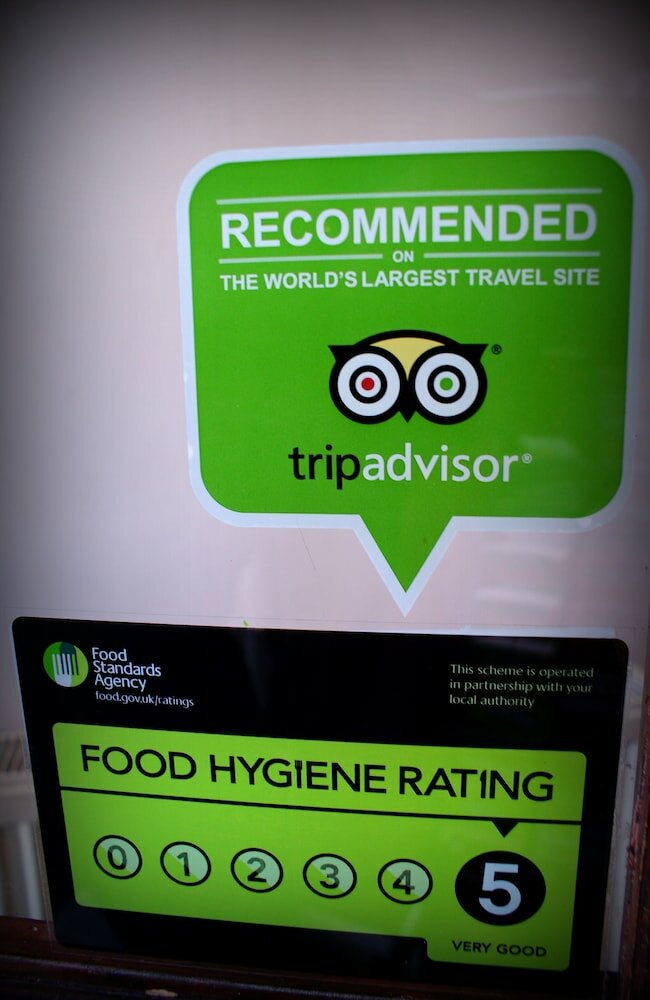 RECOMMENDED
ON
THE WORLD'S LARGEST TRAVEL SITE
®
tripadvisor®
Food
Standards
Agency
food.gov.uk/ratings
This scheme is operated
in partnership with your
local authority
FOOD HYGIENE RATING
0 1 2 3 4 5
VERY GOOD